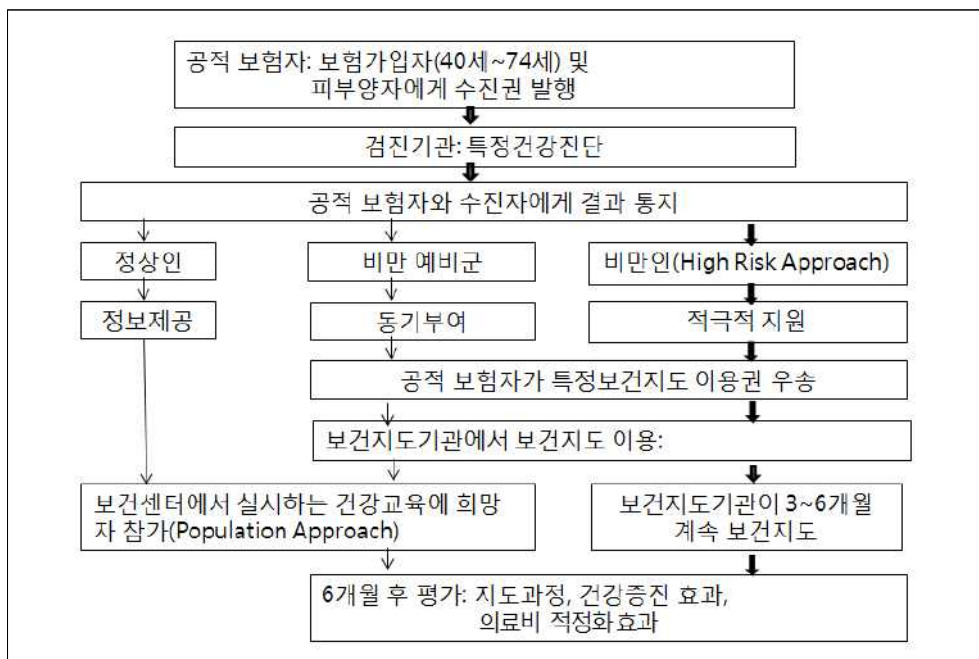 공적 보험자: 보험가입자(40세~74세) 및
피부양자에게 수진권 발행
검진기관: 특정건강진단
공적 보험자와 수진자에게 결과 통지
정상인
비만 예비군
비만인(High Risk Approach)
정보제공
동기부여
적극적 지원
공적 보험자가 특정보건지도 이용권 우송
보건지도기관에서 보건지도 이용:
보건센터에서 실시하는 건강교육에 희망
자 참가(Population Approach)
보건지도기관이 3~6개월
계속 보건지도
6개월 후 평가: 지도과정, 건강증진 효과,
의료비 적정화효과